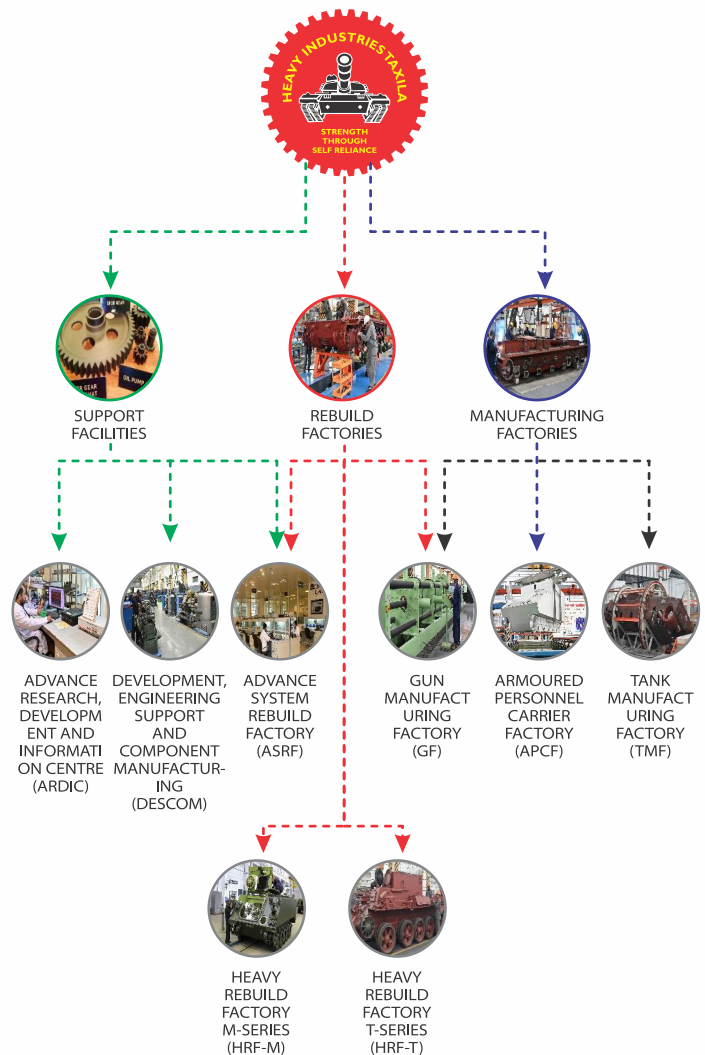 HEAVY INDUSTRIES TAXILA
STRENGTH
THROUGH
SELF RELIANCE
OIL PUMP
SUPPORT
FACILITIES
REBUILD
FACTORIES
MANUFACTURING
FACTORIES
ADVANCE
RESEARCH,
DEVELOPM
ENT AND
INFORMATI
ON CENTRE
(ARDIC)
DEVELOPMENT,
ENGINEERING
SUPPORT
AND
COMPONENT
MANUFACTUR-
ING
(DESCOM)
ADVANCE
SYSTEM
REBUILD
FACTORY
(ASRF)
GUN
MANUFACT
URING
FACTORY
(GF)
ARMOURED
PERSONNEL
CARRIER
FACTORY
(APCF)
TANK
MANUFACT
URING
FACTORY
(TMF)
HEAVY
REBUILD
FACTORY
M-SERIES
(HRF-M)
HEAVY
REBUILD
FACTORY
T-SERIES
(HRF-T)